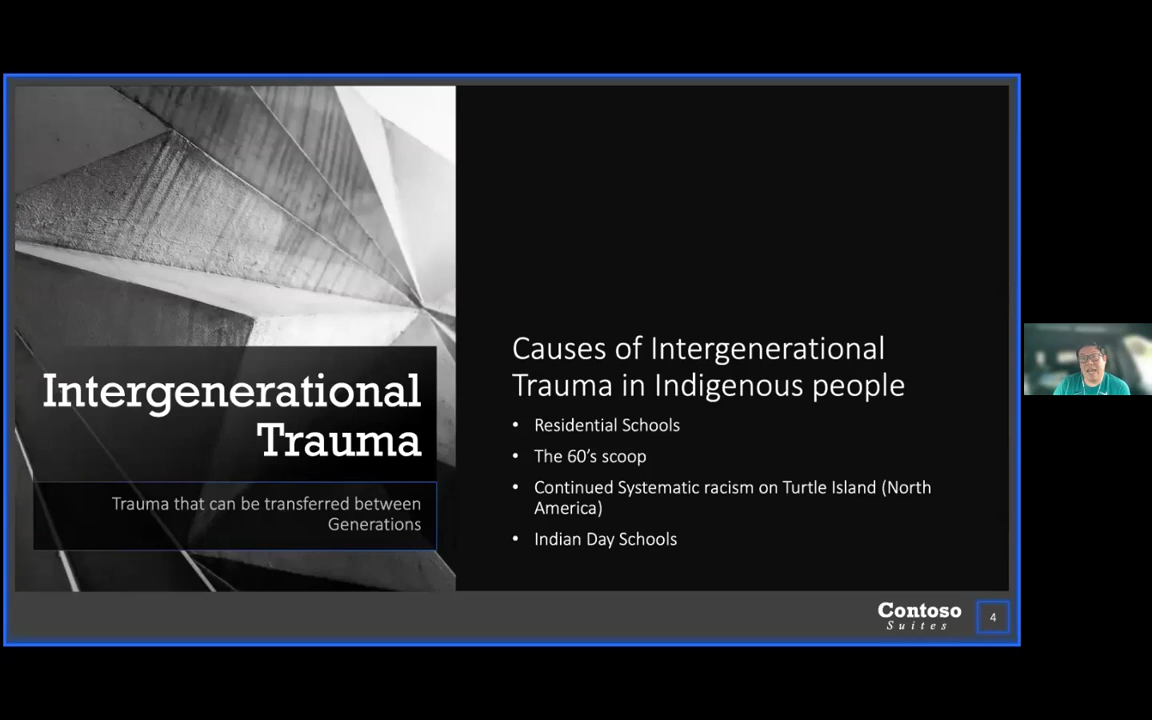 Intergenerational
Trauma
Trauma that can be transferred between
Generations
Causes of Intergenerational
Trauma in Indigenous people
• Residential Schools
• The 60's scoop
• Continued Systematic racism on Turtle Island (North
America)
• Indian Day Schools
Contoso
Suites
4